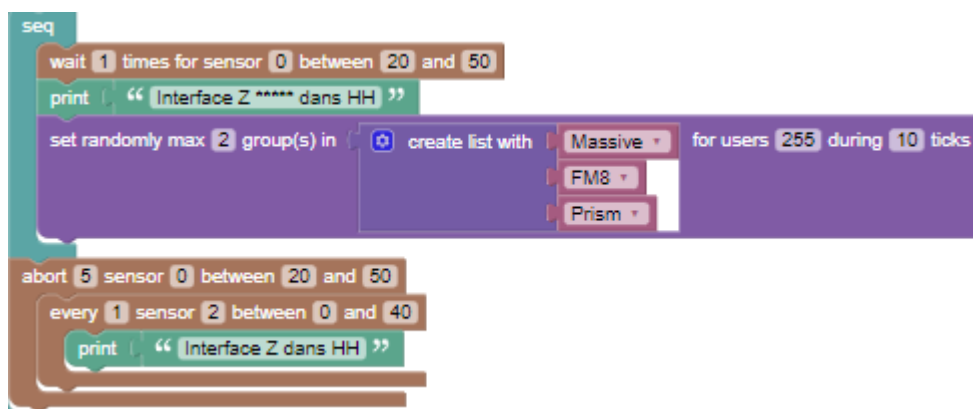 seq
wait 1 times for sensor 0 between 20 and 50
print “ Interface Z ***** dans HH ”
set randomly max 2 group(s) in create list with Massive for users 255 during 10 ticks
FM8
Prism
abort 5 sensor 0 between 20 and 50
every 1 sensor 2 between 0 and 40
print “ Interface Z dans HH ”